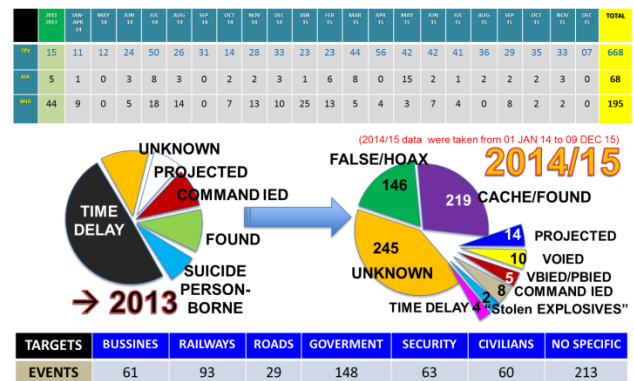 2011 2013 JAN-APR 14 MAY 14 JUN 14 JUL 14 AUG 14 SEP 14 OCT 14 NOV 14 DEC 14 JAN 15 FEB 15 MAR 15 APR 15 MAY 15 JUN 15 JUL 15 AUG 15 SEP 15 OCT 15 NOV 15 DEC 15 TOTAL
City 15 11 12 24 50 26 31 14 28 33 23 23 44 56 42 42 41 36 29 35 33 07 668
KIA 5 1 0 3 8 3 0 2 2 3 1 6 8 0 15 2 1 2 2 2 3 0 68
WIA 44 9 0 5 18 14 0 7 13 10 25 13 5 4 3 7 4 0 8 2 2 0 195
(2014/15 data were taken from 01 JAN 14 to 09 DEC 15)
2014/15
UNKNOWN
PROJECTED
COMMAND IED
TIME DELAY
FOUND
SUICIDE PERSON-BORNE
→ 2013
FALSE/HOAX
146
219 CACHE/FOUND
14 PROJECTED
10 VOIED
5 VBIED/PBIED
8 COMMAND IED
2 "Stolen EXPLOSIVES"
TIME DELAY 4
245
UNKNOWN
TARGETS BUSSINES RAILWAYS ROADS GOVERMENT SECURITY CIVILIANS NO SPECIFIC
EVENTS 61 93 29 148 63 60 213